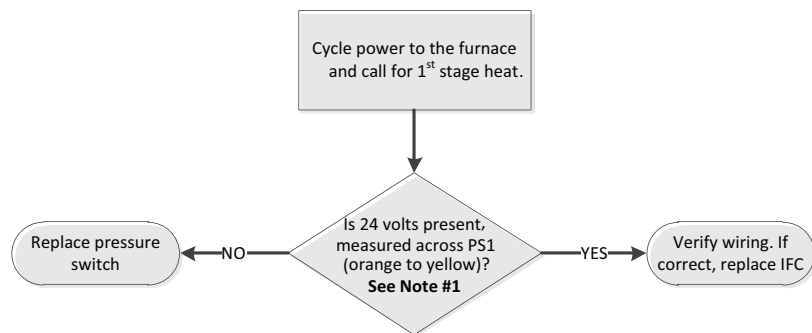 Cycle power to the furnace
and call for 1st stage heat.
Is 24 volts present,
measured across PS1
(orange to yellow)?
See Note #1
NO
YES
Replace pressure
switch
Verify wiring. If
correct, replace IFC